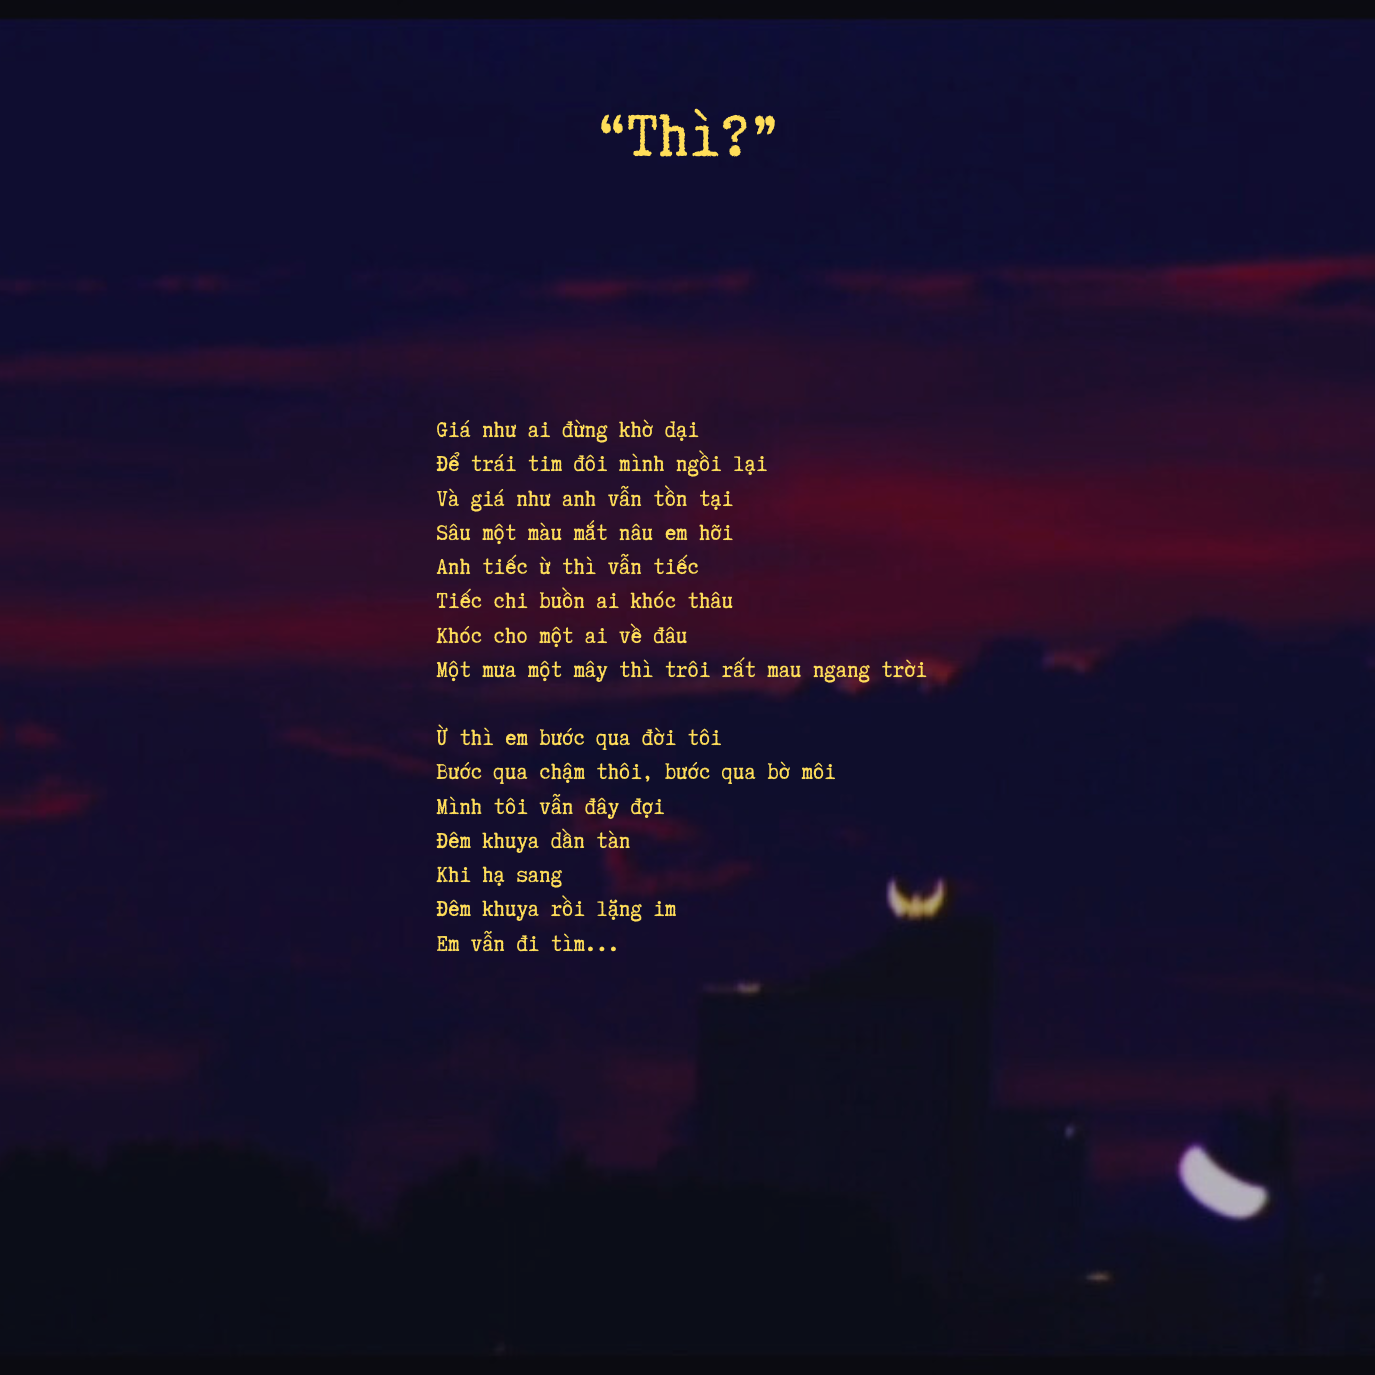 “Thì?”
Giá như ai đừng khờ dại
Để trái tim đôi mình ngồi lại
Và giá như anh vẫn tồn tại
Sâu một màu mắt nâu em hỡi
Anh tiếc ừ thì vẫn tiếc
Tiếc chi buồn ai khóc thâu
Khóc cho một ai về đâu
Một mưa một mây thì trôi rất mau ngang trời
Ừ thì em bước qua đời tôi
Bước qua chậm thôi, bước qua bờ môi
Mình tôi vẫn đây đợi
Đêm khuya dần tàn
Khi hạ sang
Đêm khuya rồi lặng im
Em vẫn đi tìm...